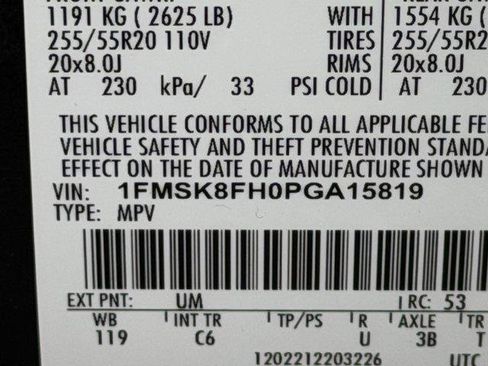 1191 KG ( 2625 LB) WITH 1554 KG (
255/55R20 110V TIRES 255/55R2
20x8.0J RIMS 20x8.0J
AT 230 kPa/ 33 PSI COLD AT 230
THIS VEHICLE CONFORMS TO ALL APPLICABLE FE
VEHICLE SAFETY AND THEFT PREVENTION STANDA
EFFECT ON THE DATE OF MANUFACTURE SHOWN
VIN: 1FMSK8FH0PGA15819
TYPE: MPV
EXT PNT: UM RC: 53
WB INT TR TP/PS R AXLE TR
119 C6 U 3B T
1202212203226 UTC